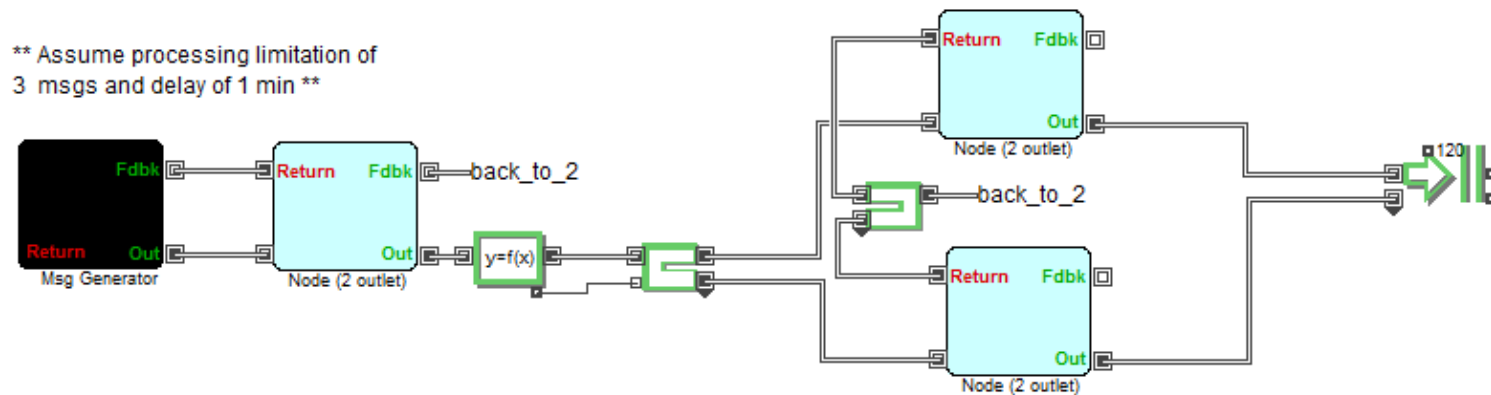 ** Assume processing limitation of
3 msgs and delay of 1 min **
Fdbk
Return Out
Msg Generator
Return Fdbk
Out
Node (2 outlet)
back_to_2
y=f(x)
Return Fdbk
Out
Node (2 outlet)
back_to_2
Return Fdbk
Out
Node (2 outlet)
120